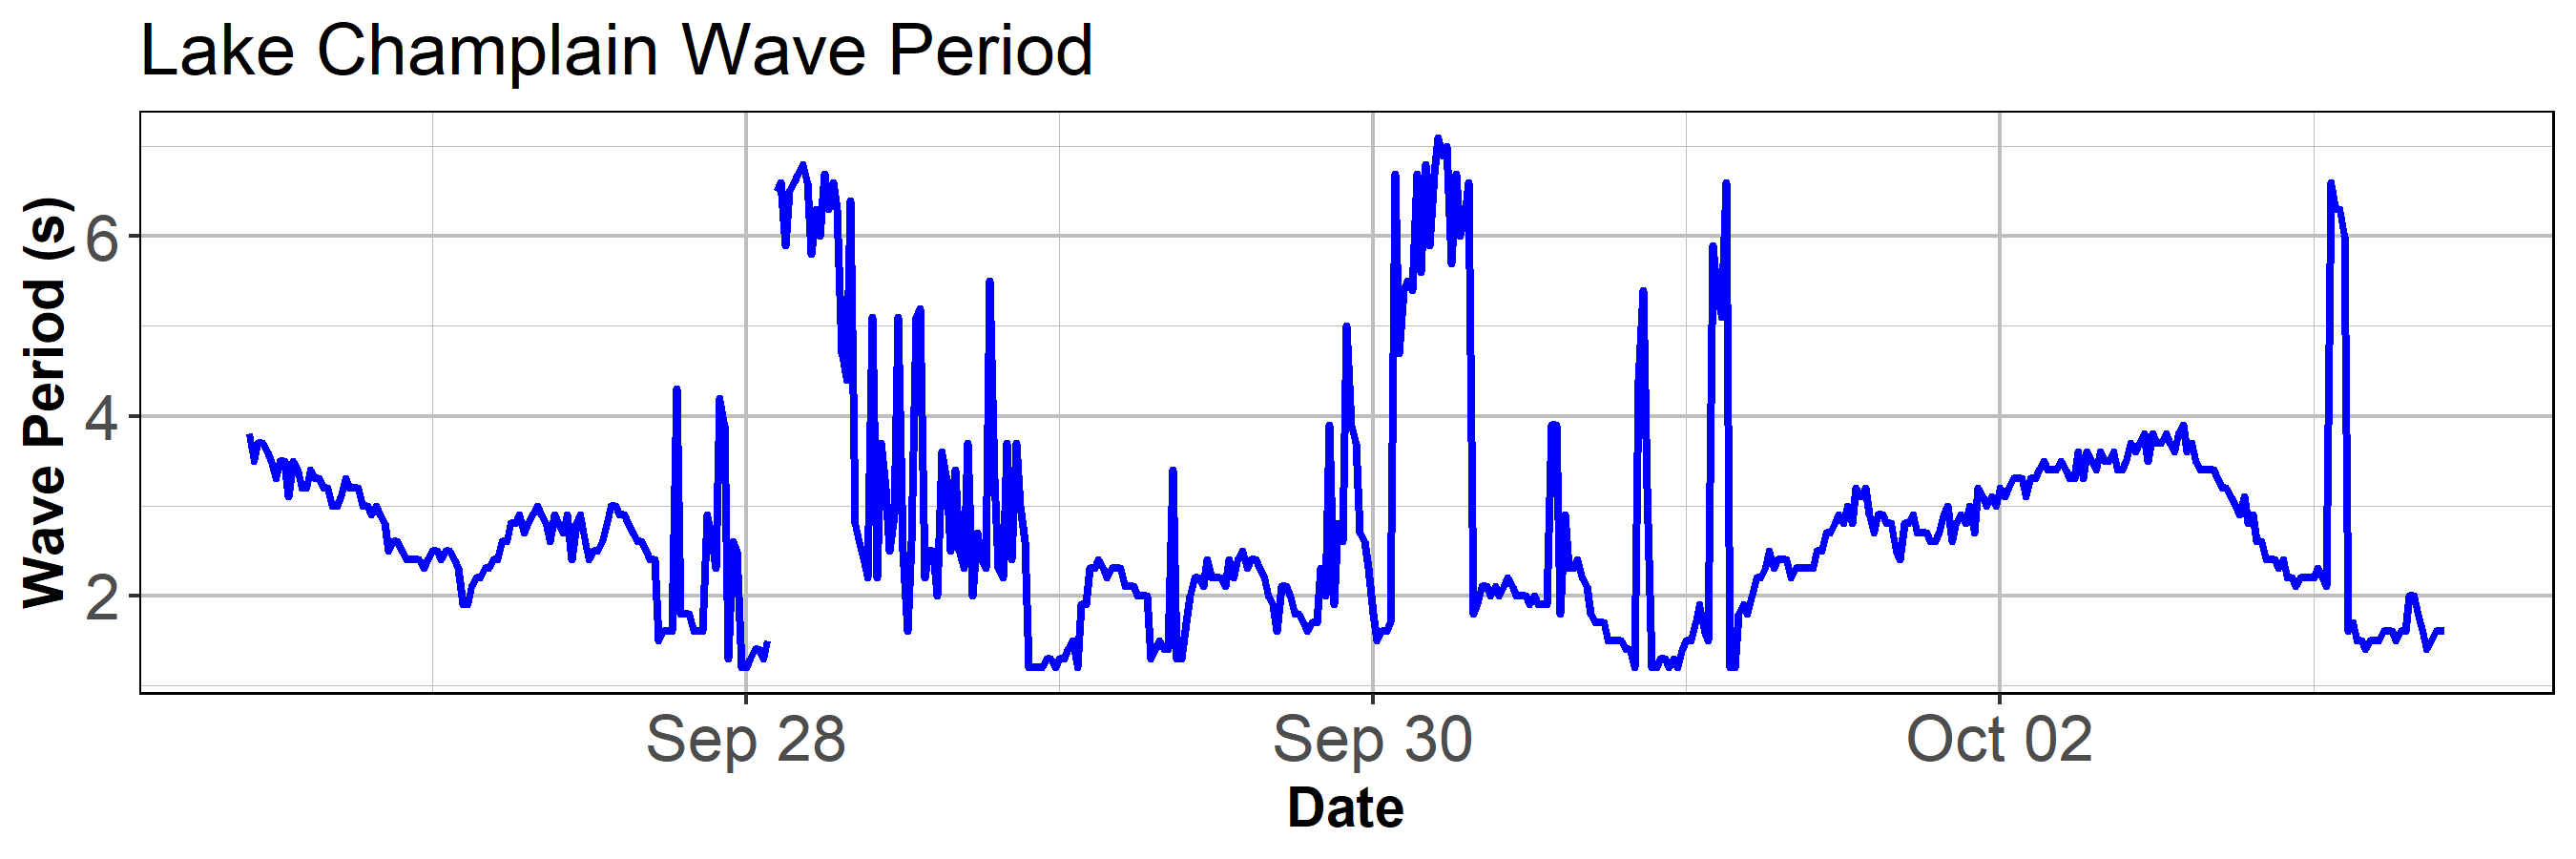 Lake Champlain Wave Period
Wave Period (s)
6
4
2
Sep 28 Sep 30 Oct 02
Date